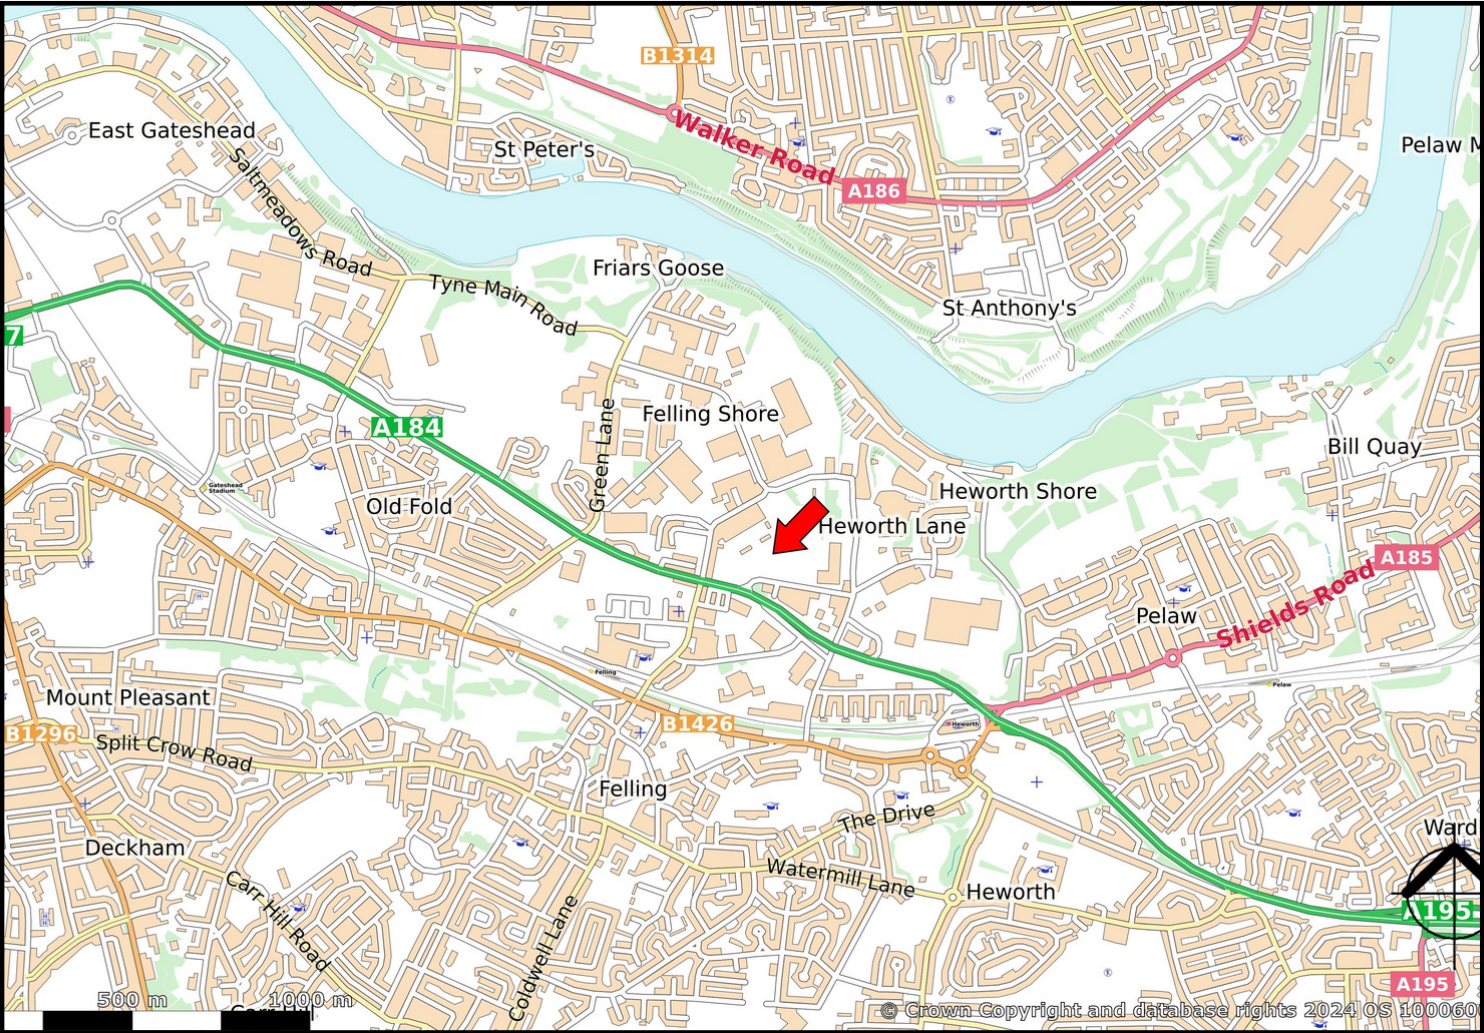 B1314
Walker Road
East Gateshead
St Peter's
Pelaw M
A186
Saltmeadows Road
Friars Goose
Tyne Main Road
St Anthony's
7
Felling Shore
A184
Green Lane
Bill Quay
Gateshead
Stadium
Old Fold
Heworth Shore
Heworth Lane
A185
Shields Road
Pelaw
Felling
Pelaw
Mount Pleasant
B1296
B1426
Heworth
Split Crow Road
Felling
The Drive
Ward
Deckham
Watermill Lane
Heworth
Carr Hill Road
Coldwell Lane
A195
A195
500 m
1000 m
Carr Hill
© Crown Copyright and database rights 2024 OS 100060